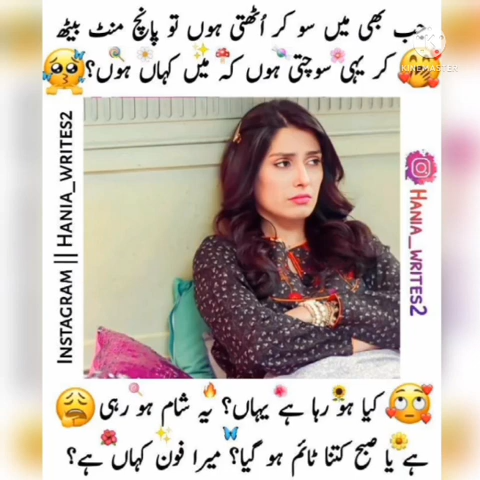 جب بھی میں سو کر اُٹھتی ہوں تو پانچ منٹ بیٹھ
کر یہی سوچتی ہوں کہ میں کہاں ہوں؟
KINEMASTER
INSTAGRAM || HANIA_WRITES2
HANIA_WRITES2
کیا ہو رہا ہے یہاں؟ یہ شام ہو رہی
ہے یا صبح کتنا ٹائم ہو گیا؟ میرا فون کہاں ہے؟